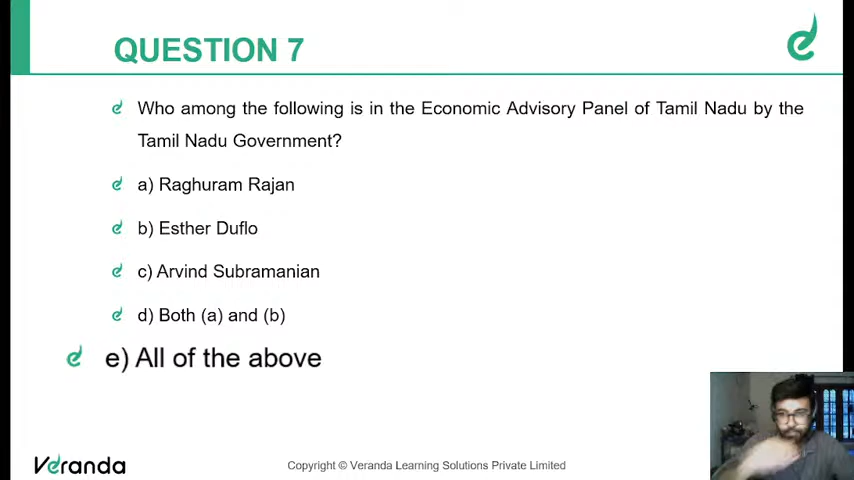 QUESTION 7
Who among the following is in the Economic Advisory Panel of Tamil Nadu by the
Tamil Nadu Government?
a) Raghuram Rajan
b) Esther Duflo
c) Arvind Subramanian
d) Both (a) and (b)
e) All of the above
Veranda
Copyright © Veranda Learning Solutions Private Limited